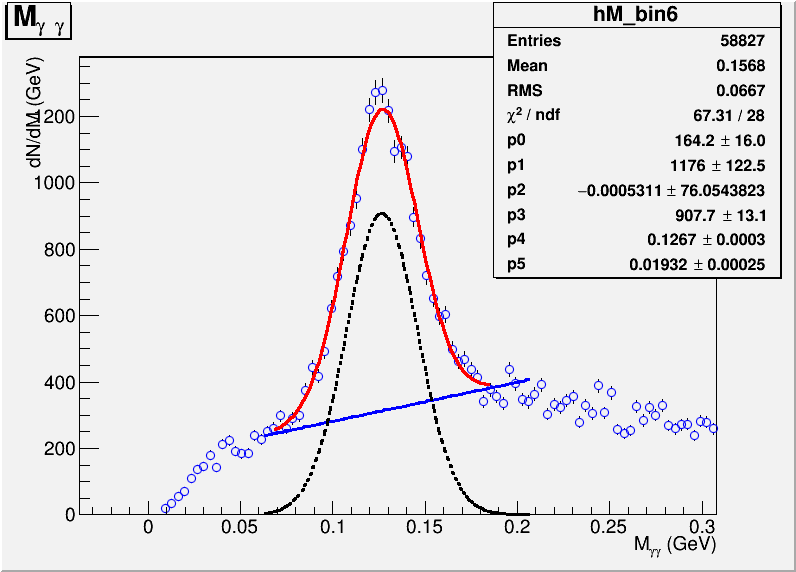 M_γγ
hM_bin6
Entries 58827
Mean 0.1568
RMS 0.0667
χ² / ndf 67.31 / 28
p0 164.2 ± 16.0
p1 1176 ± 122.5
p2 −0.0005311 ± 76.0543823
p3 907.7 ± 13.1
p4 0.1267 ± 0.0003
p5 0.01932 ± 0.00025
dN/dM (GeV)
1200
1000
800
600
400
200
0
0 0.05 0.1 0.15 0.2 0.25 0.3
M_γγ (GeV)